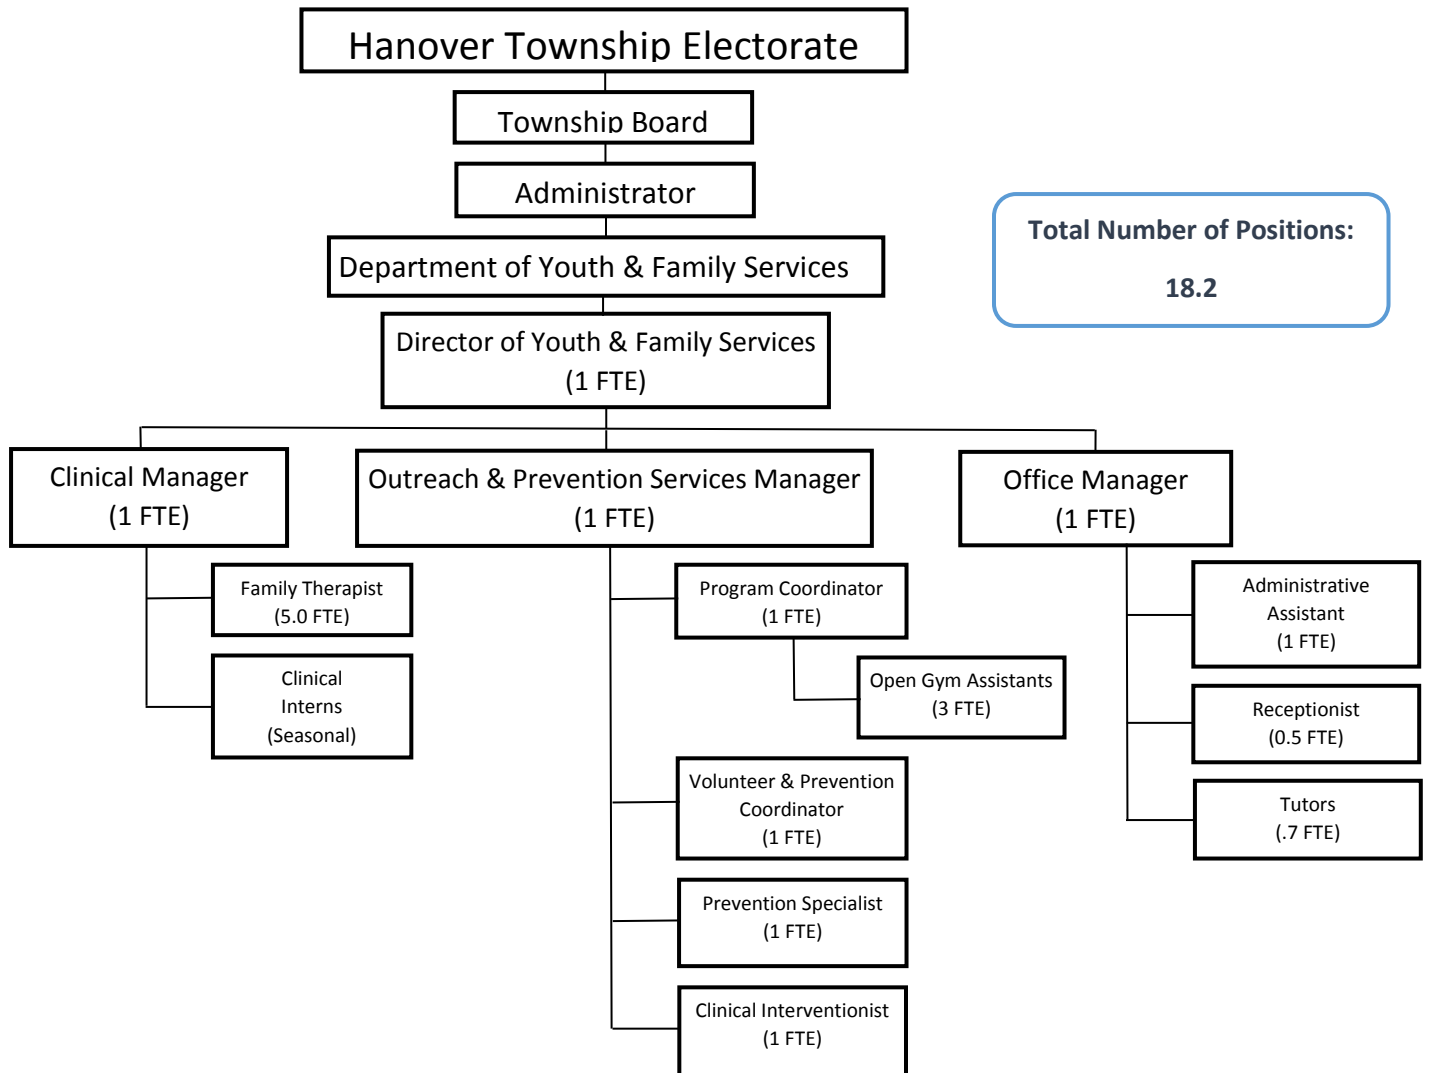 Hanover Township Electorate
Township Board
Administrator
Total Number of Positions:
18.2
Department of Youth & Family Services
Director of Youth & Family Services
(1 FTE)
Clinical Manager
(1 FTE)
Outreach & Prevention Services Manager
(1 FTE)
Office Manager
(1 FTE)
Family Therapist
(5.0 FTE)
Clinical
Interns
(Seasonal)
Program Coordinator
(1 FTE)
Open Gym Assistants
(3 FTE)
Volunteer & Prevention
Coordinator
(1 FTE)
Prevention Specialist
(1 FTE)
Clinical Interventionist
(1 FTE)
Administrative
Assistant
(1 FTE)
Receptionist
(0.5 FTE)
Tutors
(.7 FTE)